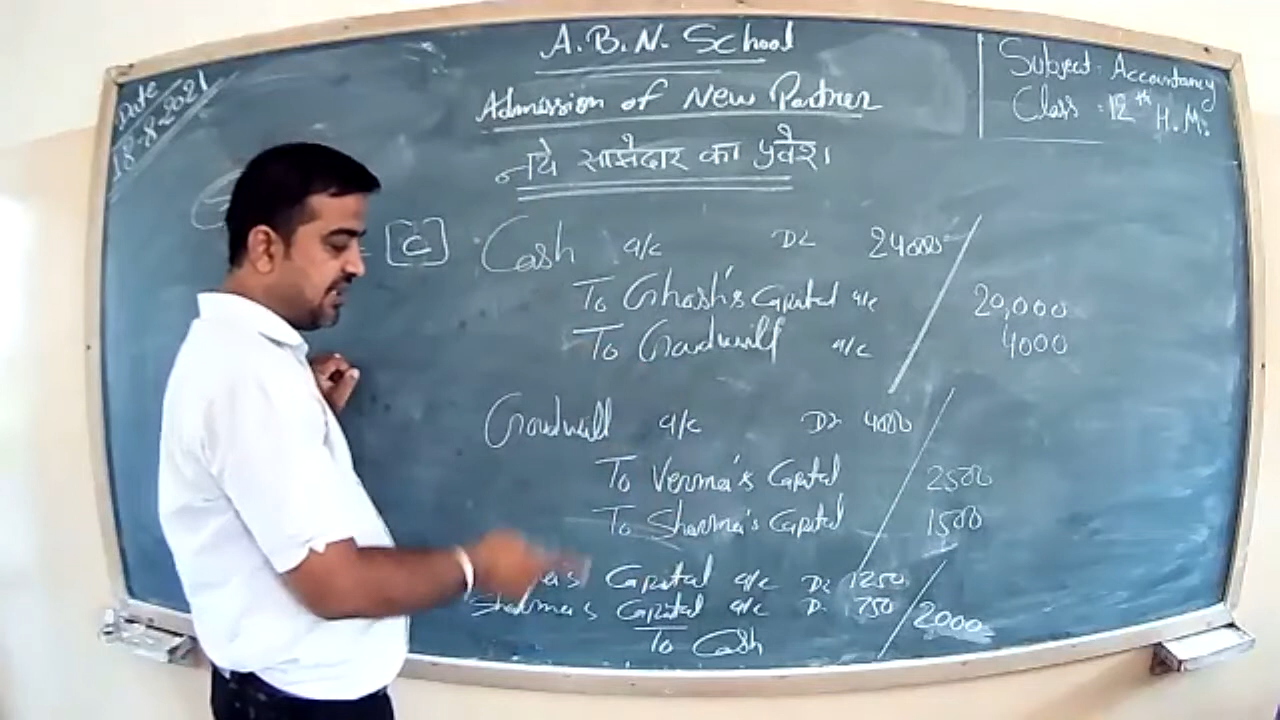 A.B.N. School
Admission of New Partner
नये साझेदार का प्रवेश।
Date
18-8-2021
Subject - Accountancy
Class = 12th H.M.
= [C] Cash a/c Dr 24000
To Ghosh's Capital a/c 20,000
To Goodwill a/c 4000
Goodwill a/c Dr 4000
To Verma's Capital 2500
To Sharma's Capital 1500
Capital a/c Dr 1250
Sharma's Capital a/c D 750
To Cash 2000